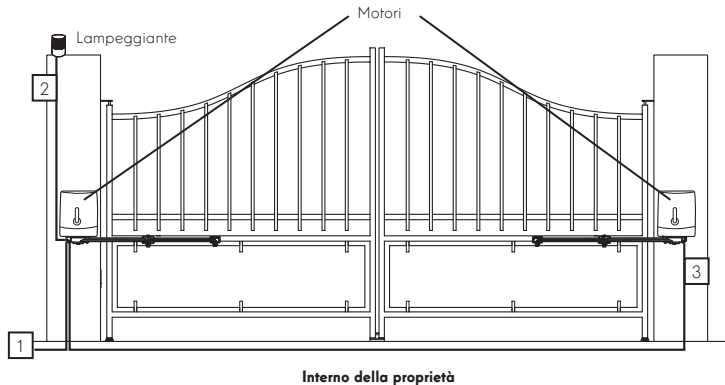 Motori
Lampeggiante
2
3
1
Interno della proprietà